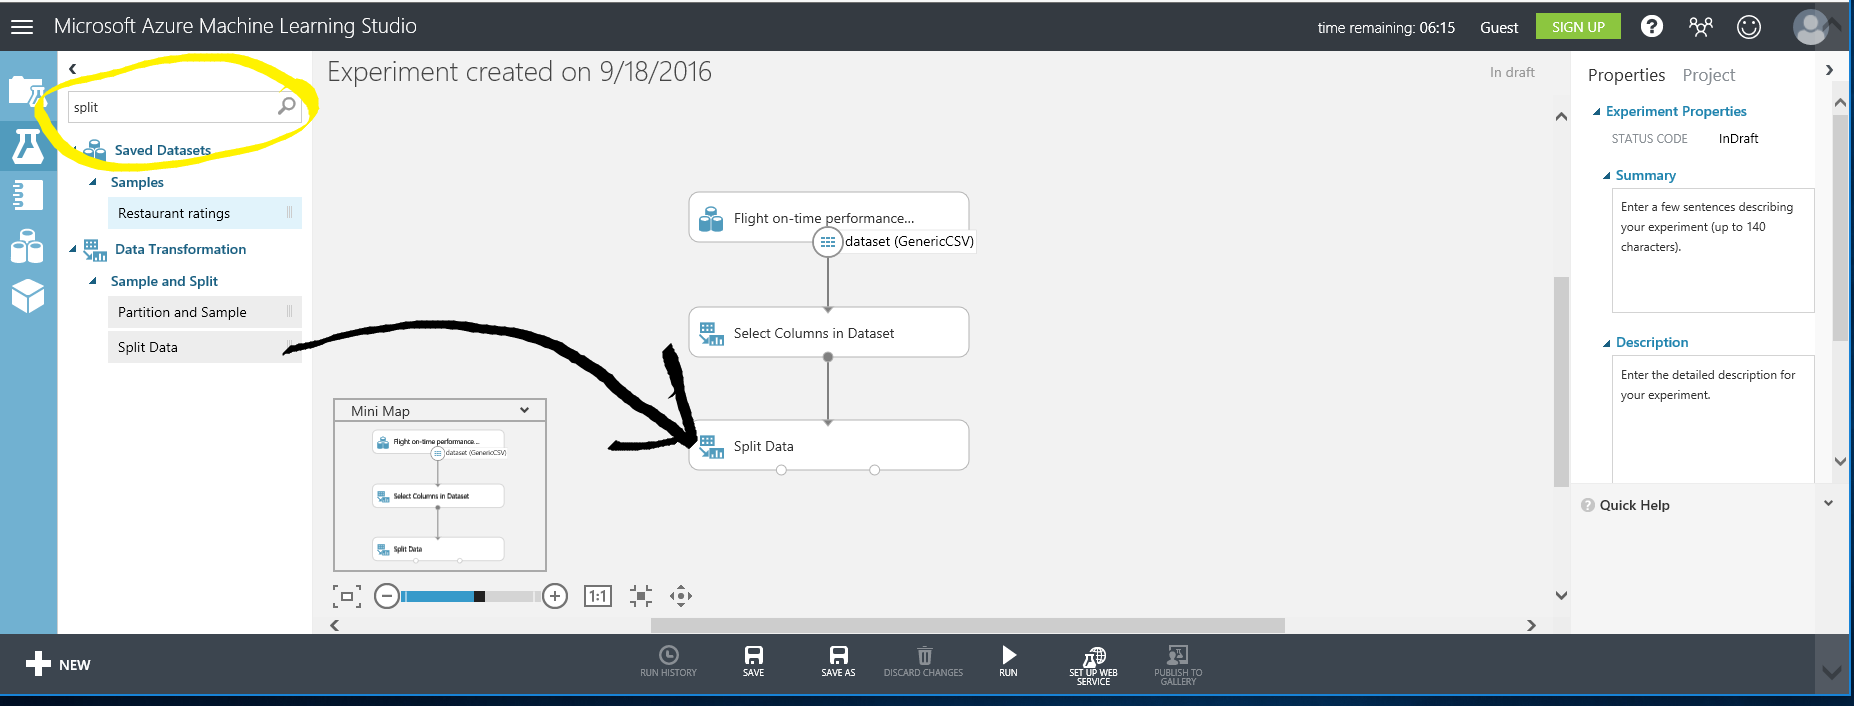 Microsoft Azure Machine Learning Studio
time remaining: 06:15
Guest
SIGN UP
split
Saved Datasets
Samples
Restaurant ratings
Data Transformation
Sample and Split
Partition and Sample
Split Data
Experiment created on 9/18/2016
In draft
Flight on-time performance...
dataset (GenericCSV)
Select Columns in Dataset
Split Data
Mini Map
Flight on-time performance...
dataset (GenericCSV)
Select Columns in Dataset
Split Data
1:1
Properties
Project
Experiment Properties
STATUS CODE
InDraft
Summary
Enter a few sentences describing
your experiment (up to 140
characters).
Description
Enter the detailed description for
your experiment.
Quick Help
NEW
RUN HISTORY
SAVE
SAVE AS
DISCARD CHANGES
RUN
SET UP WEB
SERVICE
PUBLISH TO
GALLERY